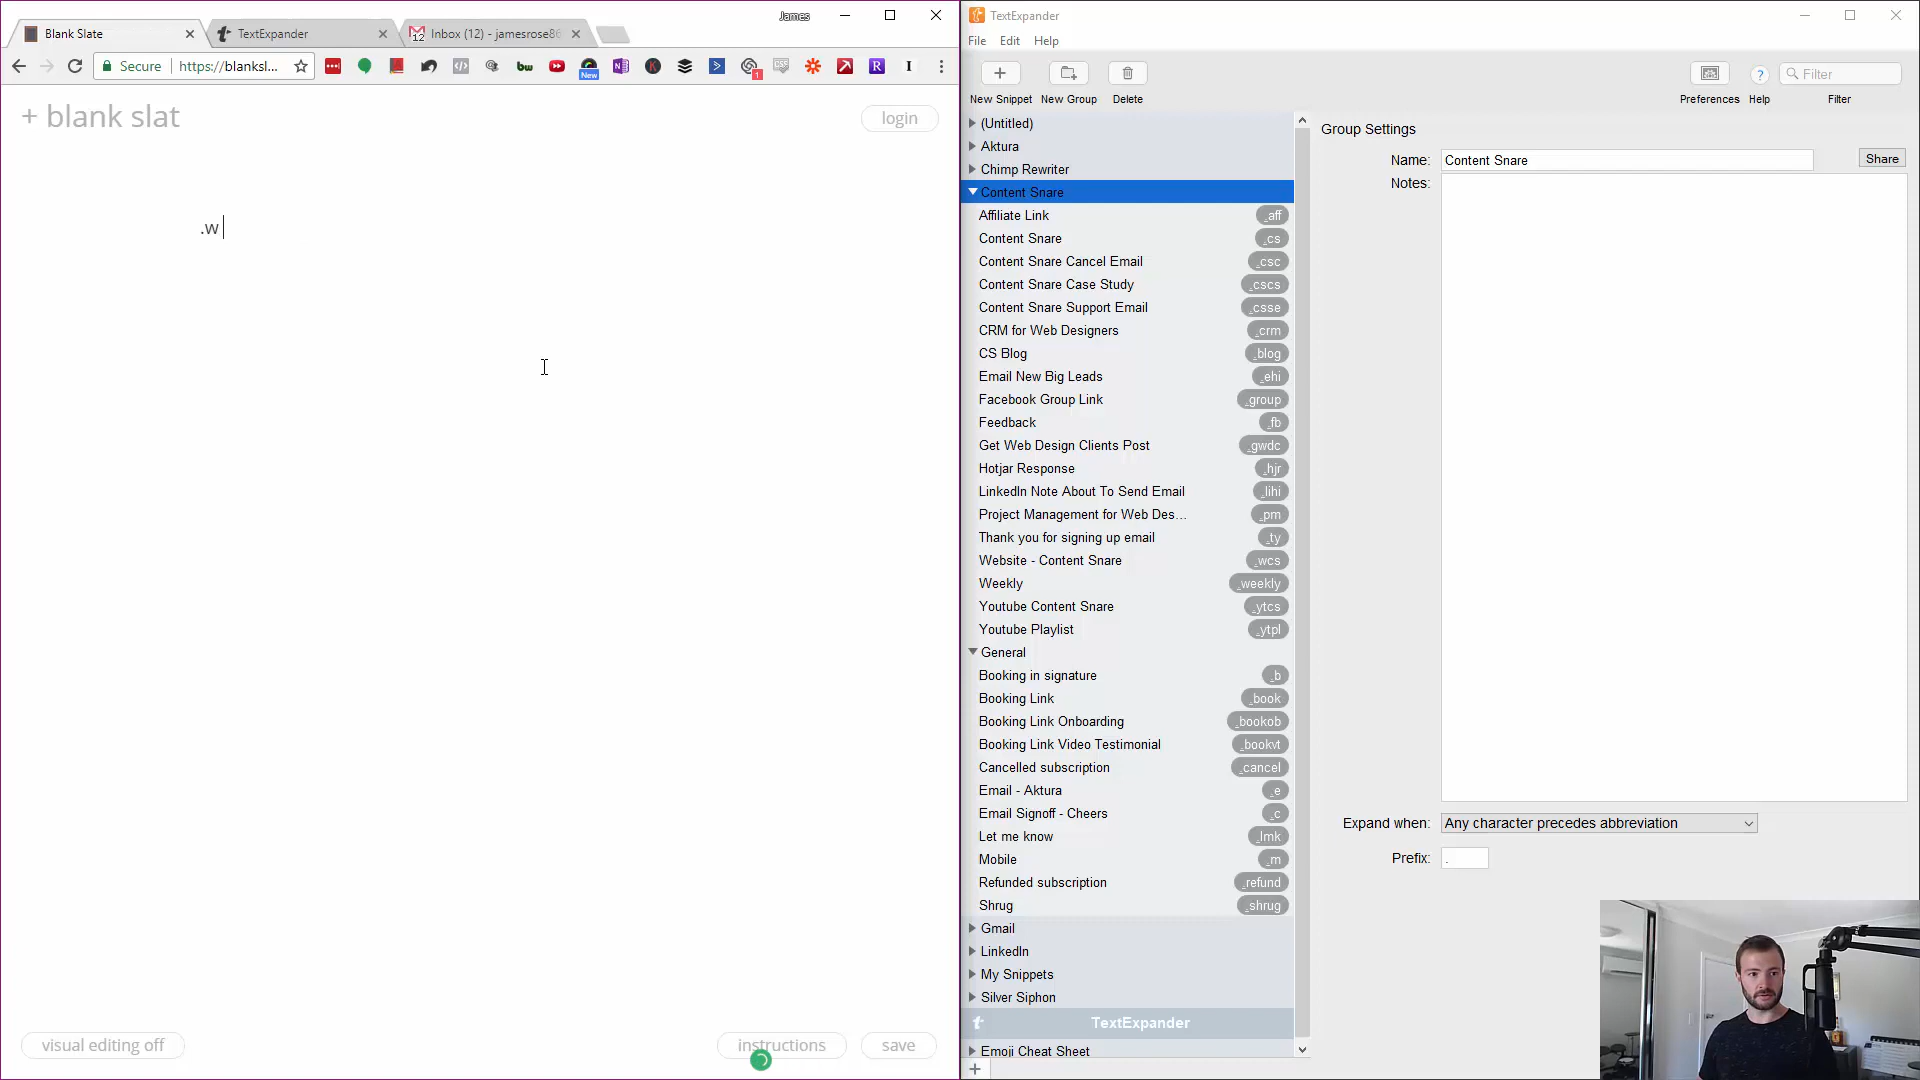 James
Blank Slate
TextExpander
Inbox (12) - jamesrose86
12
Secure
https://blanksl...
bw
New
1
CSS
R
I
+ blank slat
login
.w
visual editing off
instructions
save
TextExpander
File Edit Help
New Snippet
New Group
Delete
Preferences
?
Help
Filter
Filter
(Untitled)
Aktura
Chimp Rewriter
Content Snare
Affiliate Link .aff
Content Snare .cs
Content Snare Cancel Email .csc
Content Snare Case Study .cscs
Content Snare Support Email .csse
CRM for Web Designers .crm
CS Blog .blog
Email New Big Leads .ehi
Facebook Group Link .group
Feedback .fb
Get Web Design Clients Post .gwdc
Hotjar Response .hjr
LinkedIn Note About To Send Email .lihi
Project Management for Web Des... .pm
Thank you for signing up email .ty
Website - Content Snare .wcs
Weekly .weekly
Youtube Content Snare .ytcs
Youtube Playlist .ytpl
General
Booking in signature .b
Booking Link .book
Booking Link Onboarding .bookob
Booking Link Video Testimonial .bookvt
Cancelled subscription .cancel
Email - Aktura .e
Email Signoff - Cheers .c
Let me know .lmk
Mobile .m
Refunded subscription .refund
Shrug .shrug
Gmail
LinkedIn
My Snippets
Silver Siphon
TextExpander
Emoji Cheat Sheet
Group Settings
Name: Content Snare
Share
Notes:
Expand when: Any character precedes abbreviation
Prefix: .